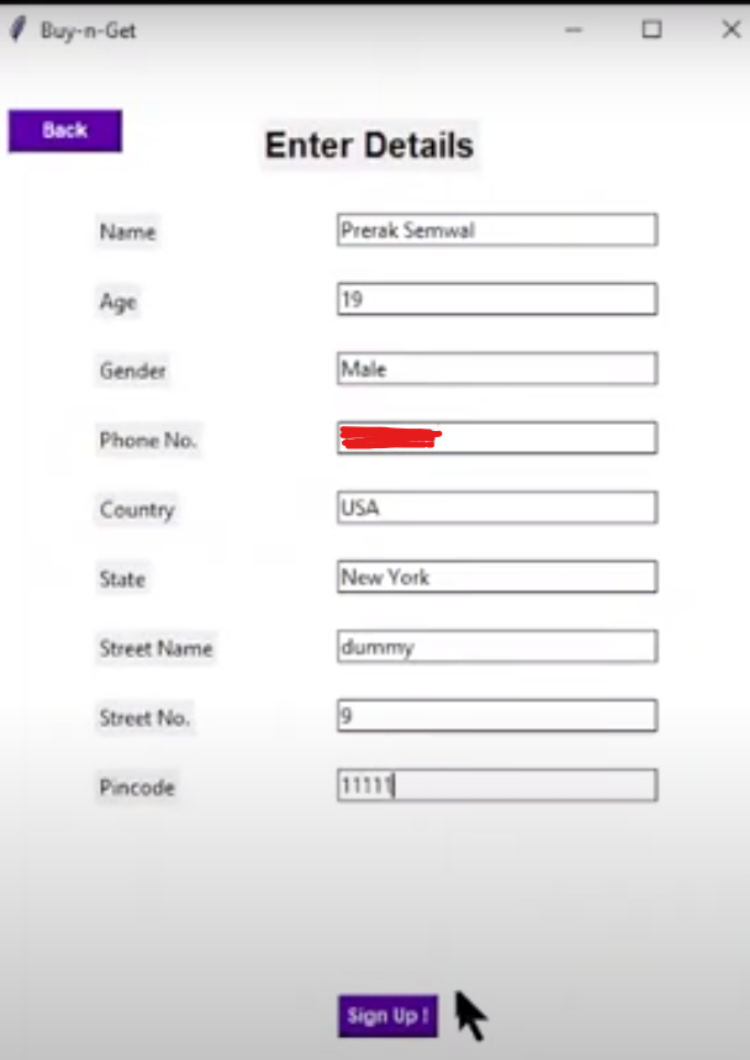 Buy-n-Get
Back
Enter Details
Name Prerak Semwal
Age 19
Gender Male
Phone No.
Country USA
State New York
Street Name dummy
Street No. 9
Pincode 11111
Sign Up !